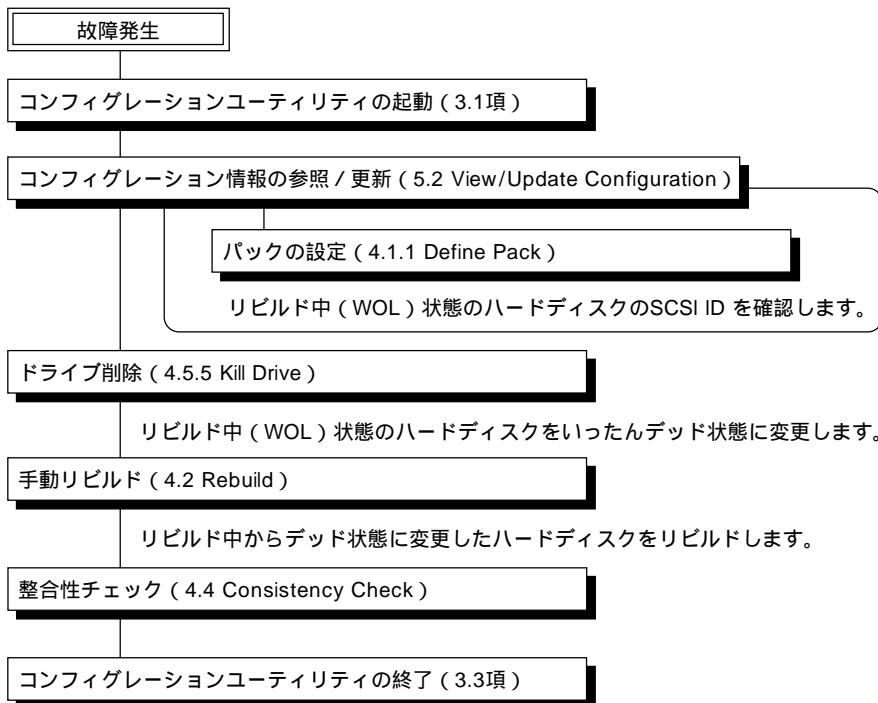 故障発生
コンフィグレーションユーティリティの起動（3.1項）
コンフィグレーション情報の参照／更新（5.2 View/Update Configuration）
パックの設定（4.1.1 Define Pack）
リビルド中（WOL）状態のハードディスクのSCSI ID を確認します。
ドライブ削除（4.5.5 Kill Drive）
リビルド中（WOL）状態のハードディスクをいったんデッド状態に変更します。
手動リビルド（4.2 Rebuild）
リビルド中からデッド状態に変更したハードディスクをリビルドします。
整合性チェック（4.4 Consistency Check）
コンフィグレーションユーティリティの終了（3.3項）